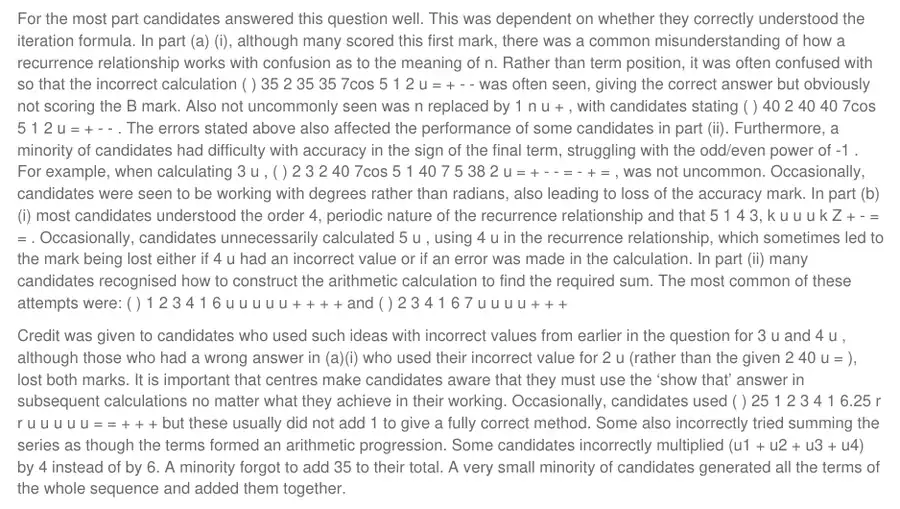 For the most part candidates answered this question well. This was dependent on whether they correctly understood the
iteration formula. In part (a) (i), although many scored this first mark, there was a common misunderstanding of how a
recurrence relationship works with confusion as to the meaning of n. Rather than term position, it was often confused with
so that the incorrect calculation ( ) 35 2 35 35 7cos 5 1 2 u = + - - was often seen, giving the correct answer but obviously
not scoring the B mark. Also not uncommonly seen was n replaced by 1 n u + , with candidates stating ( ) 40 2 40 40 7cos
5 1 2 u = + - - . The errors stated above also affected the performance of some candidates in part (ii). Furthermore, a
minority of candidates had difficulty with accuracy in the sign of the final term, struggling with the odd/even power of -1 .
For example, when calculating 3 u , ( ) 2 3 2 40 7cos 5 1 40 7 5 38 2 u = + - - = - + = , was not uncommon. Occasionally,
candidates were seen to be working with degrees rather than radians, also leading to loss of the accuracy mark. In part (b)
(i) most candidates understood the order 4, periodic nature of the recurrence relationship and that 5 1 4 3, k u u u k Z + - =
= . Occasionally, candidates unnecessarily calculated 5 u , using 4 u in the recurrence relationship, which sometimes led to
the mark being lost either if 4 u had an incorrect value or if an error was made in the calculation. In part (ii) many
candidates recognised how to construct the arithmetic calculation to find the required sum. The most common of these
attempts were: ( ) 1 2 3 4 1 6 u u u u u + + + + and ( ) 2 3 4 1 6 7 u u u u + + +
Credit was given to candidates who used such ideas with incorrect values from earlier in the question for 3 u and 4 u ,
although those who had a wrong answer in (a)(i) who used their incorrect value for 2 u (rather than the given 2 40 u = ),
lost both marks. It is important that centres make candidates aware that they must use the ‘show that’ answer in
subsequent calculations no matter what they achieve in their working. Occasionally, candidates used ( ) 25 1 2 3 4 1 6.25 r
r u u u u u = = + + + but these usually did not add 1 to give a fully correct method. Some also incorrectly tried summing the
series as though the terms formed an arithmetic progression. Some candidates incorrectly multiplied (u1 + u2 + u3 + u4)
by 4 instead of by 6. A minority forgot to add 35 to their total. A very small minority of candidates generated all the terms of
the whole sequence and added them together.